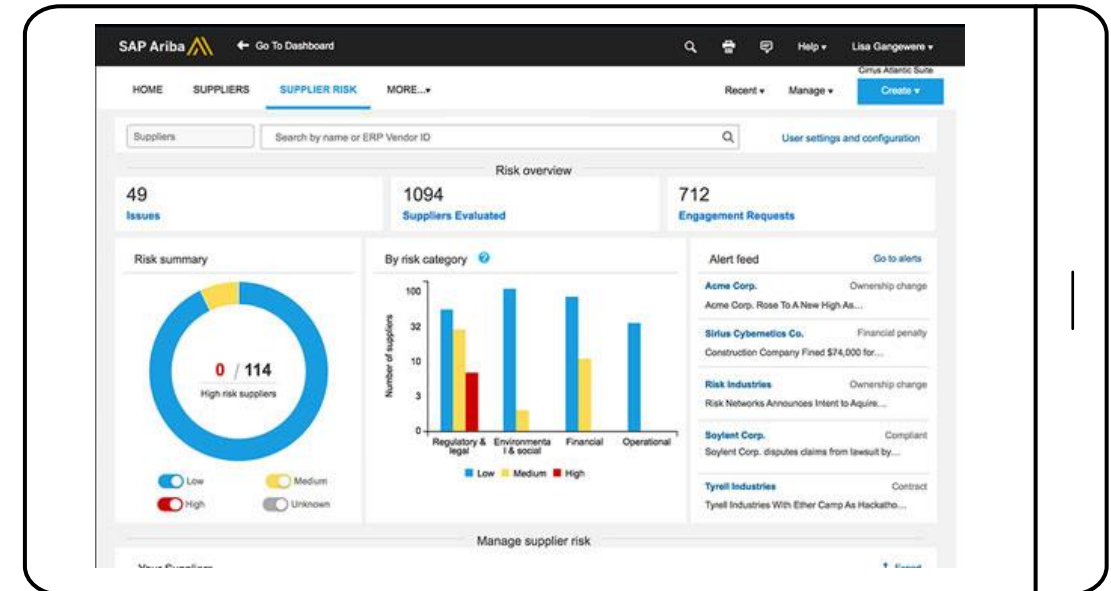 SAP Ariba Go To Dashboard Help Lisa Gangewere
Cirrus Atlantic Suite
HOME SUPPLIERS SUPPLIER RISK MORE... Recent Manage Create
Suppliers Search by name or ERP Vendor ID User settings and configuration
Risk overview
49 1094 712
Issues Suppliers Evaluated Engagement Requests
Risk summary
0 / 114
High risk suppliers
Low Medium
High Unknown
By risk category ?
Number of suppliers
100
32
10
3
0
Regulatory & legal
Environmenta l & social
Financial
Operational
Low Medium High
Alert feed Go to alerts
Acme Corp. Ownership change
Acme Corp. Rose To A New High As...
Sirius Cybernetics Co. Financial penalty
Construction Company Fined $74,000 for...
Risk Industries Ownership change
Risk Networks Announces Intent to Aquire...
Soylent Corp. Compliant
Soylent Corp. disputes claims from lawsuit by...
Tyrell Industries Contract
Tyrell Industries With Ether Camp As Hackatho...
Manage supplier risk